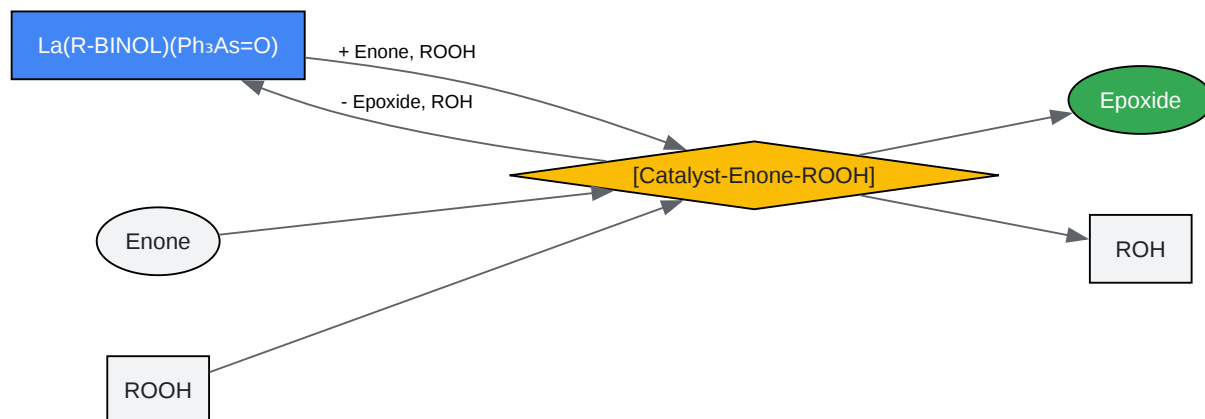 La(R-BINOL)(Ph₃As=O)
+ Enone, ROOH
- Epoxide, ROH
Epoxide
[Catalyst-Enone-ROOH]
Enone
ROH
ROOH